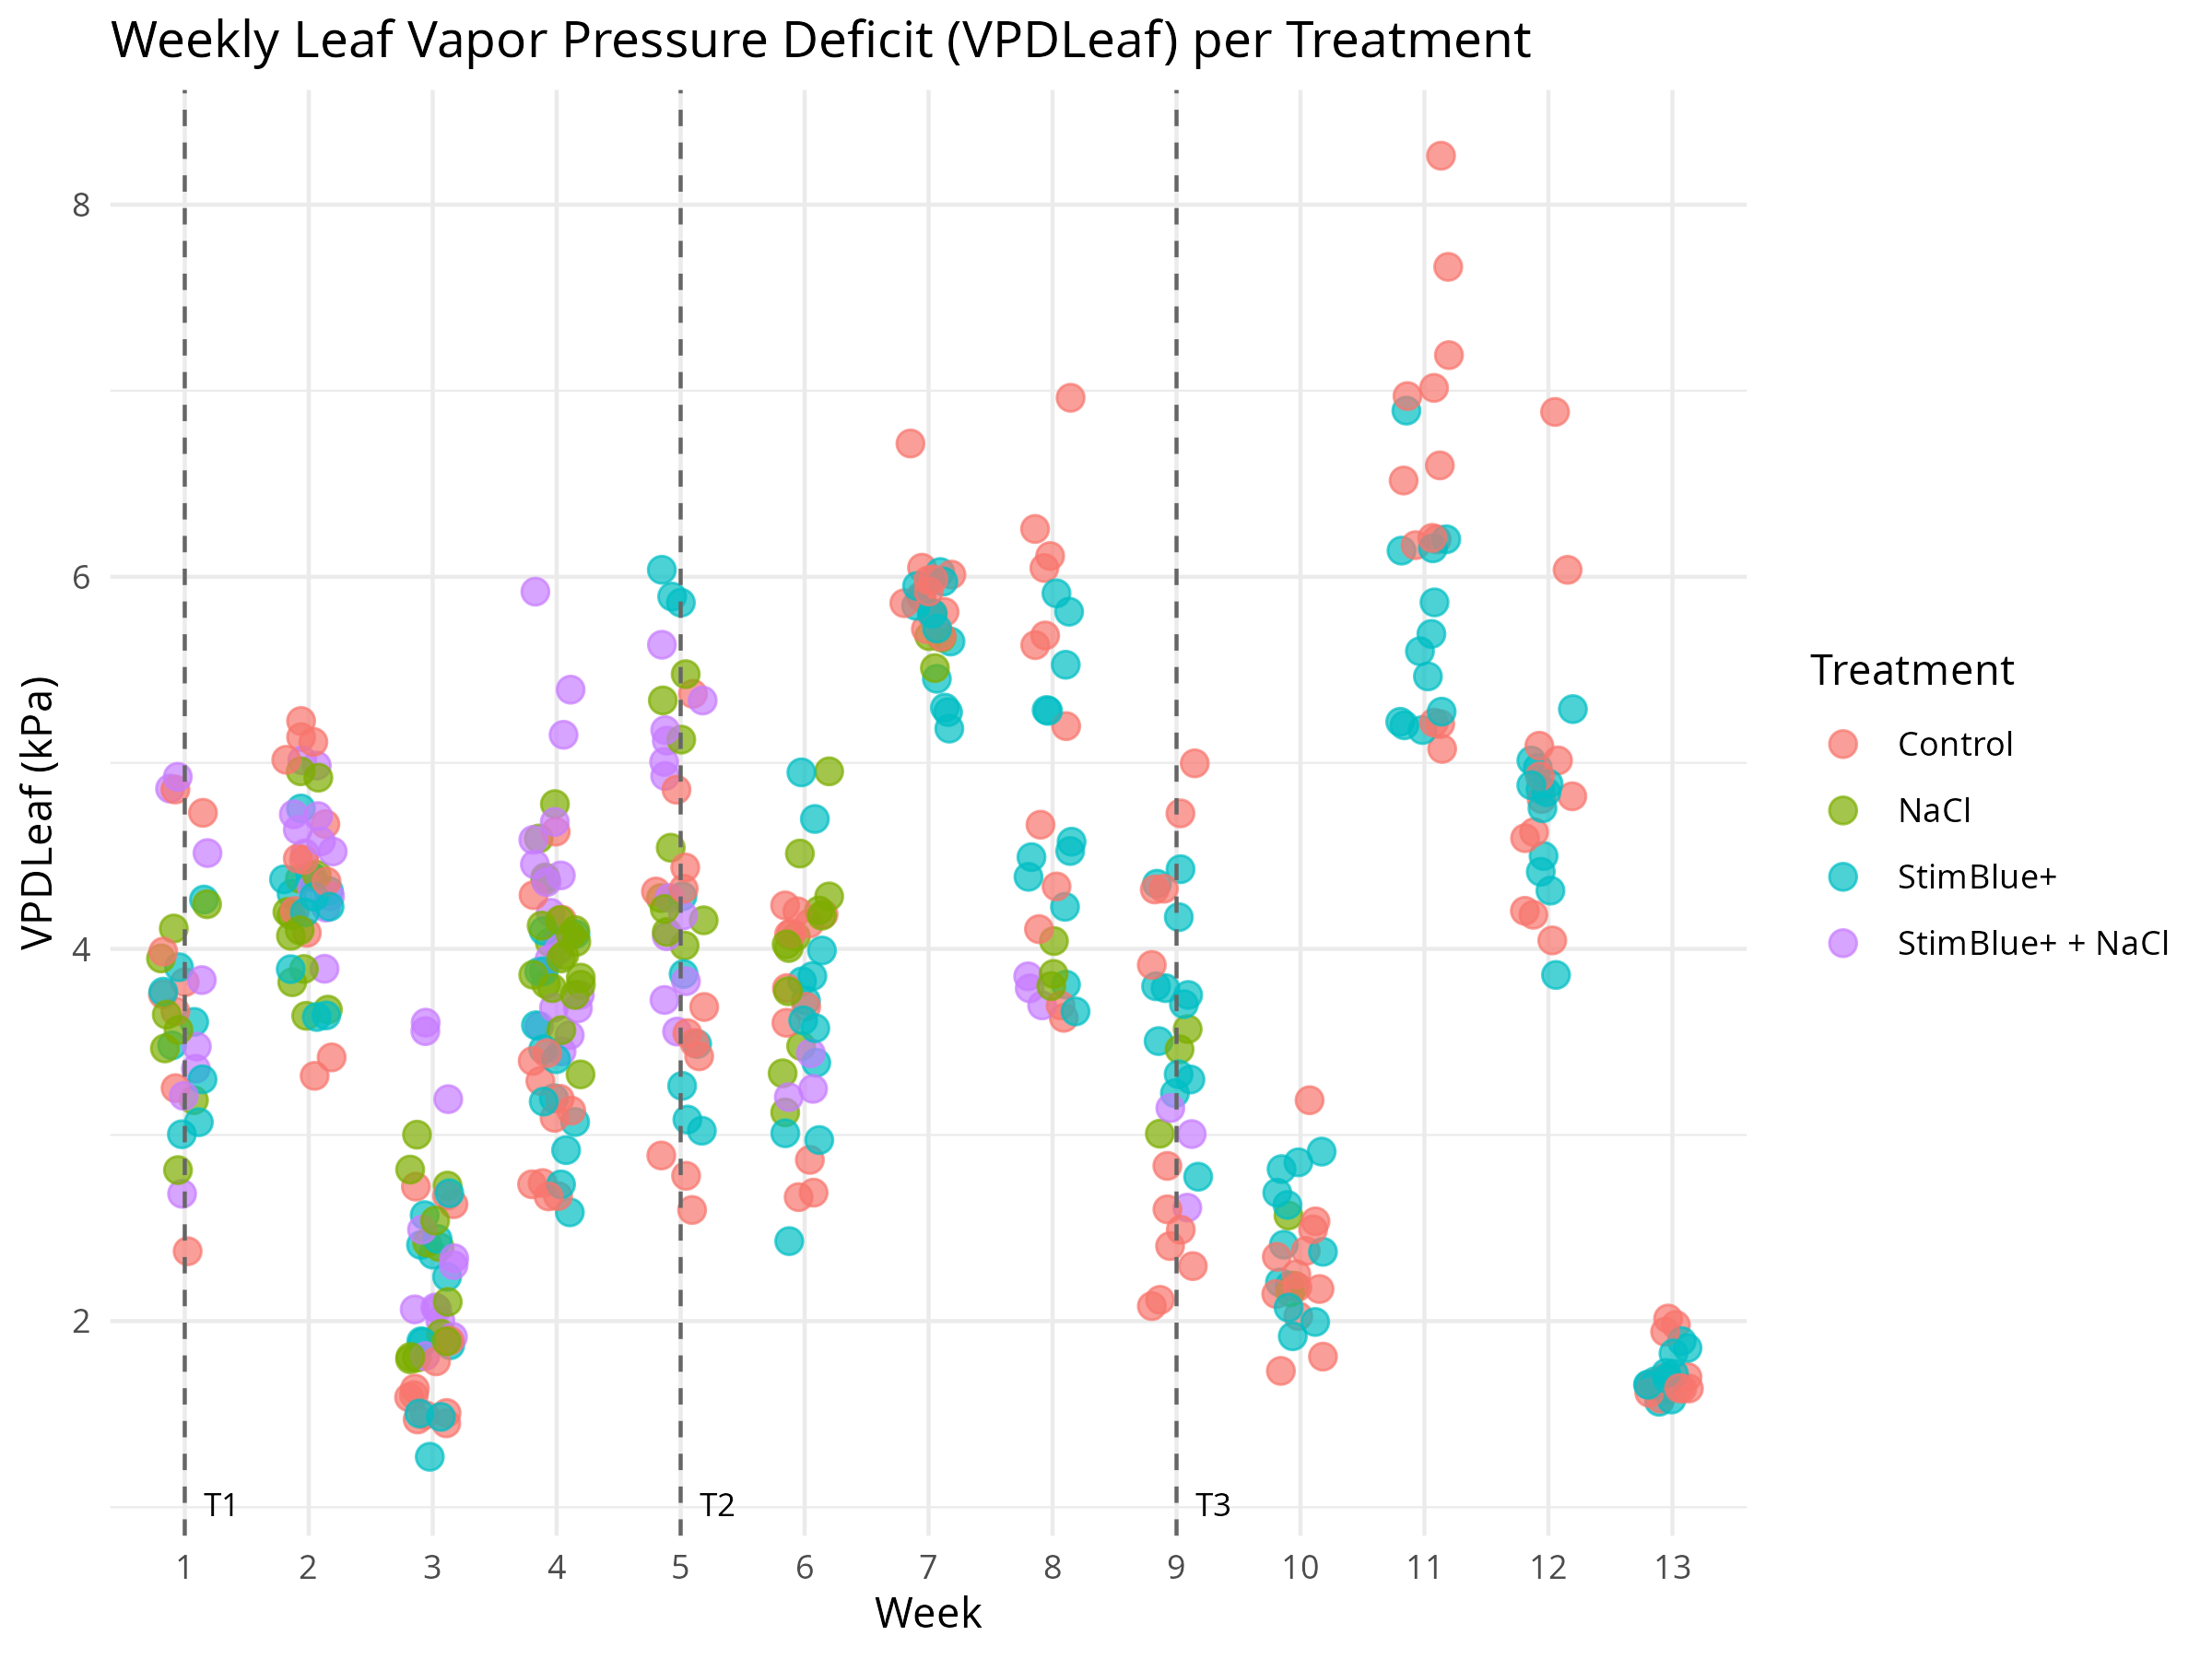 Weekly Leaf Vapor Pressure Deficit (VPDLeaf) per Treatment
VPDLeaf (kPa)
8
6
4
2
T1
T2
T3
1 2 3 4 5 6 7 8 9 10 11 12 13
Week
Treatment
Control
NaCl
StimBlue+
StimBlue+ + NaCl